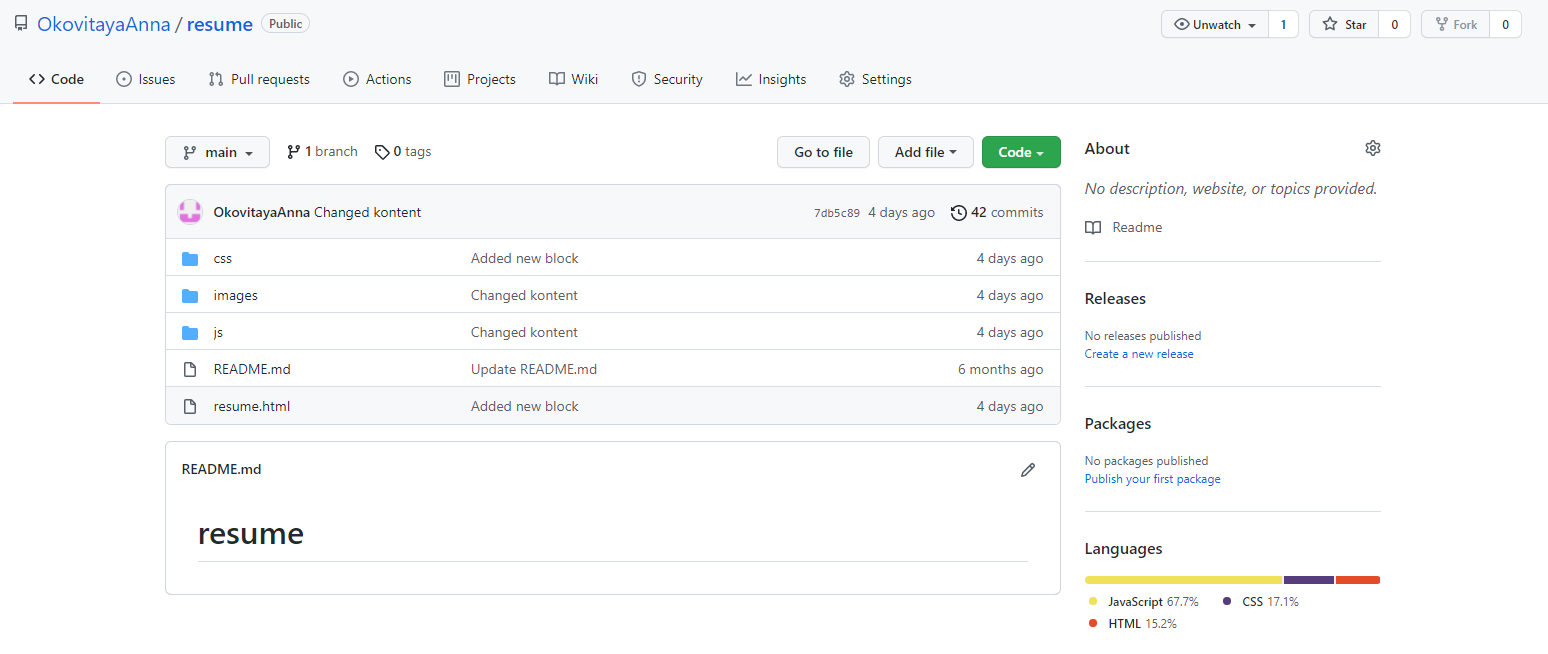 OkovitayaAnna / resume Public Unwatch 1 Star 0 Fork 0
Code Issues Pull requests Actions Projects Wiki Security Insights Settings
main 1 branch 0 tags Go to file Add file Code
OkovitayaAnna Changed kontent 7db5c89 4 days ago 42 commits
css Added new block 4 days ago
images Changed kontent 4 days ago
js Changed kontent 4 days ago
README.md Update README.md 6 months ago
resume.html Added new block 4 days ago
README.md
resume
About
No description, website, or topics provided.
Readme
Releases
No releases published
Create a new release
Packages
No packages published
Publish your first package
Languages
JavaScript 67.7% CSS 17.1%
HTML 15.2%